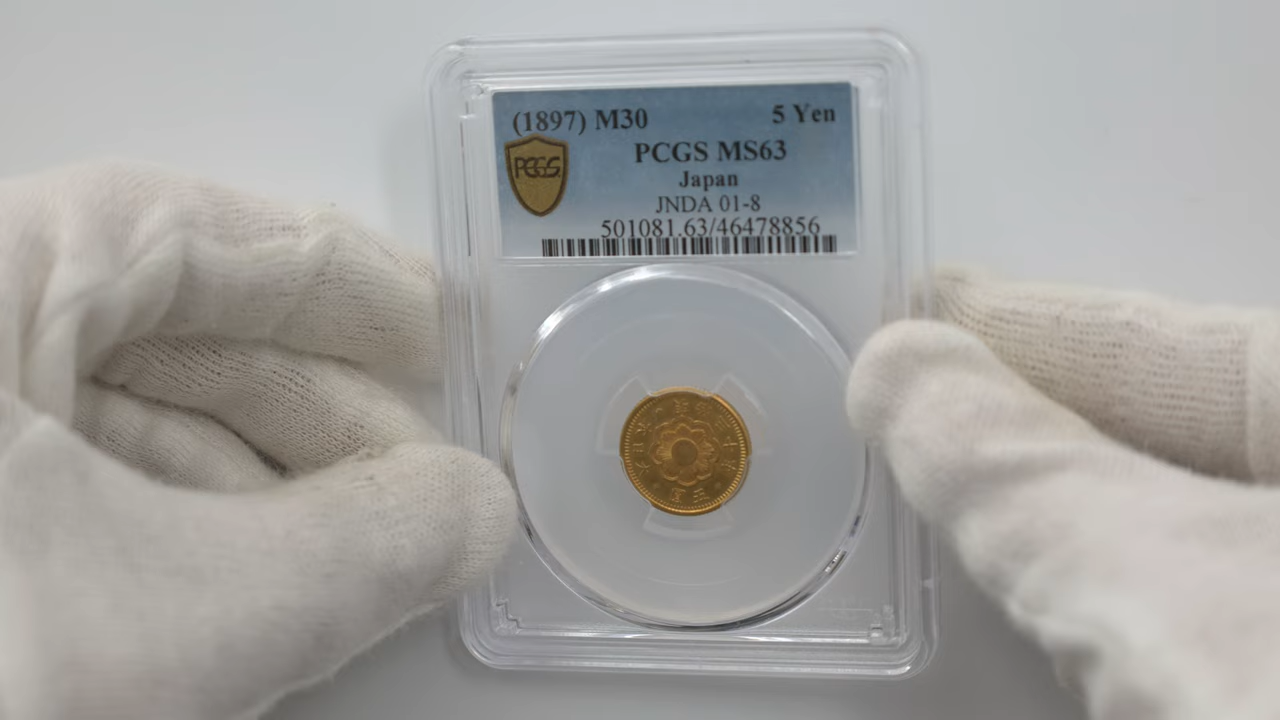 (1897) M30 5 Yen
PCGS MS63
PCGS
Japan
JNDA 01-8
501081.63/46478856